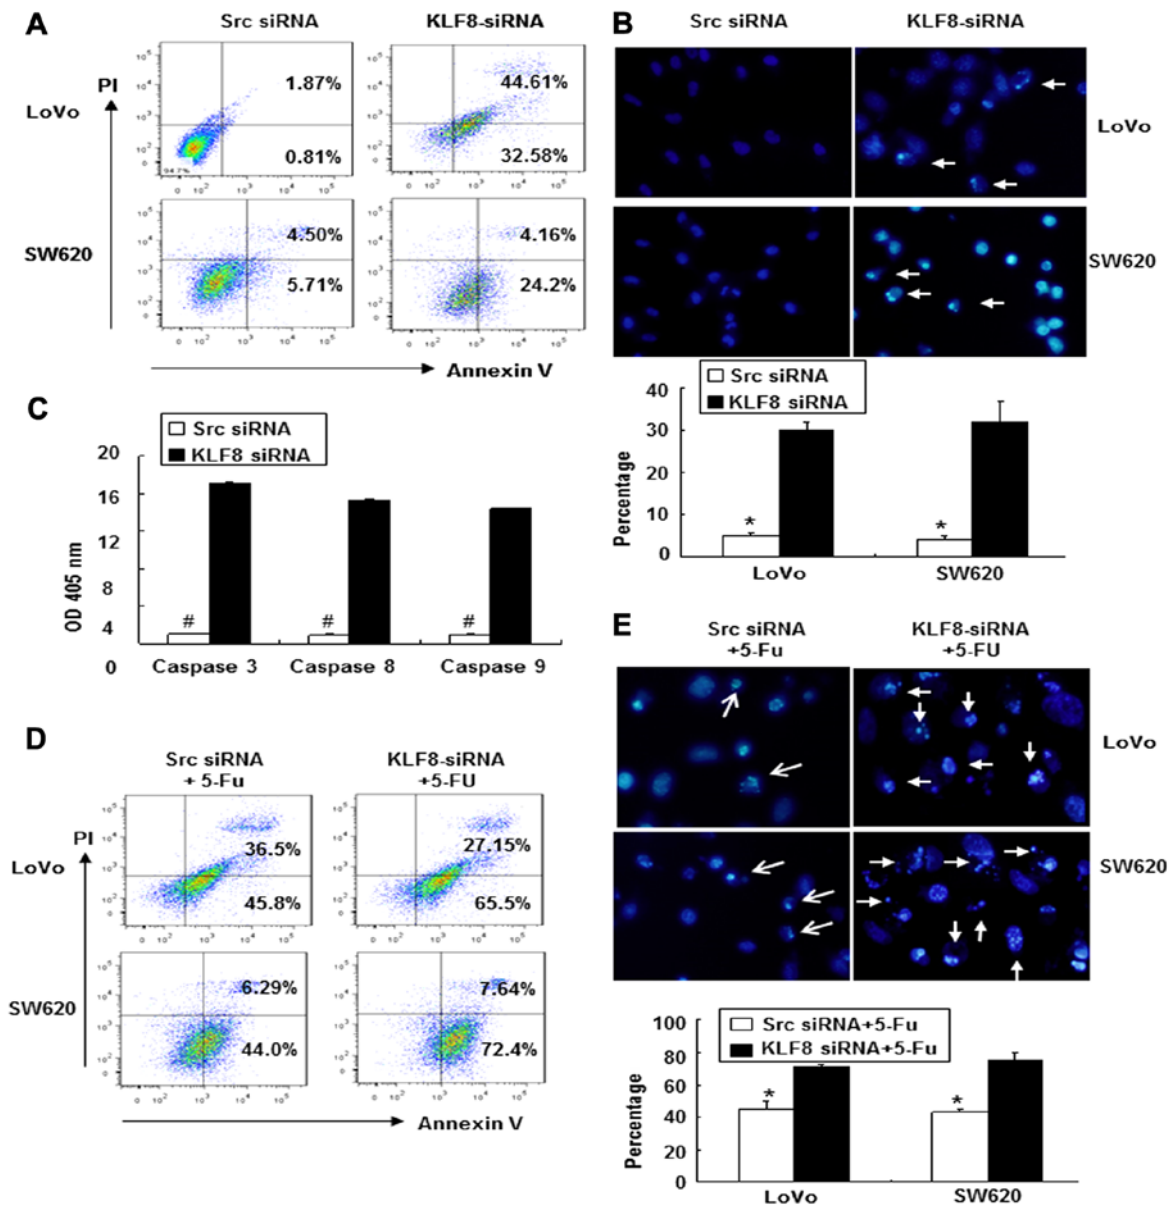 A
Src siRNA
KLF8-siRNA
PI
LoVo
1.87%
0.81%
94.7%
44.61%
32.58%
SW620
4.50%
5.71%
4.16%
24.2%
Annexin V
B
Src siRNA
KLF8-siRNA
LoVo
SW620
Src siRNA
KLF8 siRNA
Percentage
40
30
20
10
0
*
*
LoVo
SW620
C
Src siRNA
KLF8 siRNA
OD 405 nm
20
16
12
8
4
0
#
#
#
Caspase 3
Caspase 8
Caspase 9
D
Src siRNA
+ 5-Fu
KLF8-siRNA
+5-FU
PI
LoVo
36.5%
45.8%
27.15%
65.5%
SW620
6.29%
44.0%
7.64%
72.4%
Annexin V
E
Src siRNA
+5-Fu
KLF8-siRNA
+5-FU
LoVo
SW620
Src siRNA+5-Fu
KLF8 siRNA+5-Fu
Percentage
100
80
60
40
20
0
*
*
LoVo
SW620